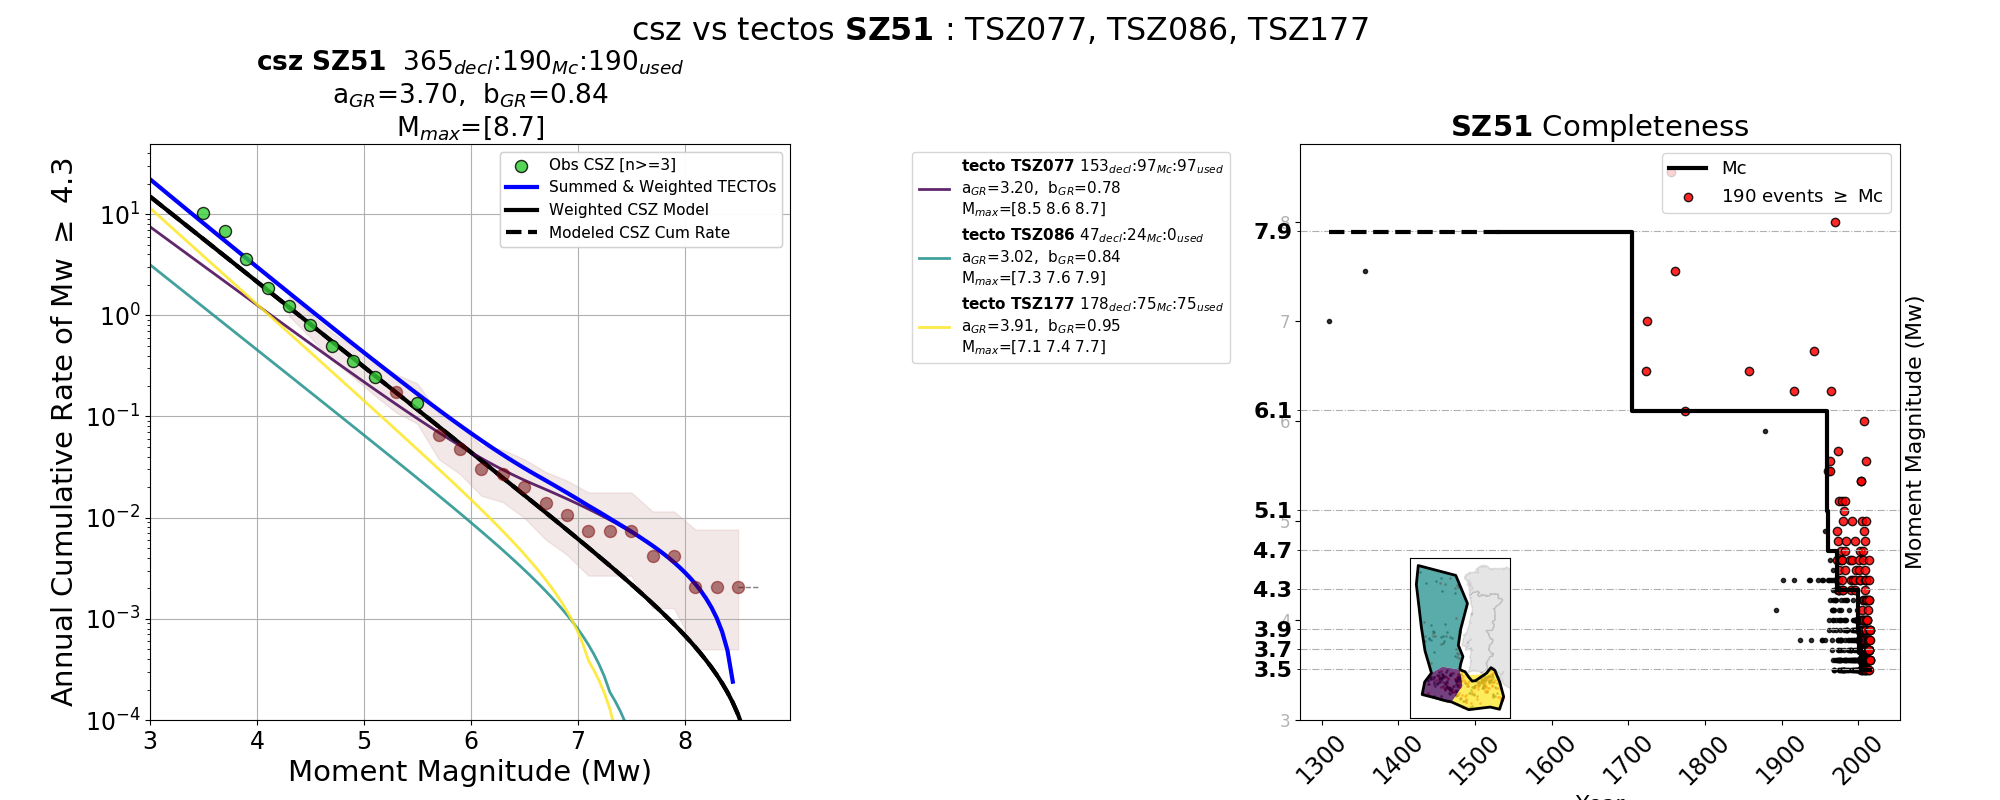 csz vs tectos SZ51 : TSZ077, TSZ086, TSZ177
csz SZ51 365decl:190Mc:190used
aGR=3.70, bGR=0.84
Mmax=[8.7]
Annual Cumulative Rate of Mw ≥ 4.3
10^1
10^0
10^-1
10^-2
10^-3
10^-4
Obs CSZ [n>=3]
Summed & Weighted TECTOs
Weighted CSZ Model
Modeled CSZ Cum Rate
3 4 5 6 7 8
Moment Magnitude (Mw)
tecto TSZ077 153decl:97Mc:97used
aGR=3.20, bGR=0.78
Mmax=[8.5 8.6 8.7]
tecto TSZ086 47decl:24Mc:0used
aGR=3.02, bGR=0.84
Mmax=[7.3 7.6 7.9]
tecto TSZ177 178decl:75Mc:75used
aGR=3.91, bGR=0.95
Mmax=[7.1 7.4 7.7]
SZ51 Completeness
Mc
190 events ≥ Mc
8
7.9
7
6.1
6
5.1
5
4.7
4.3
4
3.9
3.7
3.5
3
Moment Magnitude (Mw)
1300 1400 1500 1600 1700 1800 1900 2000
Year